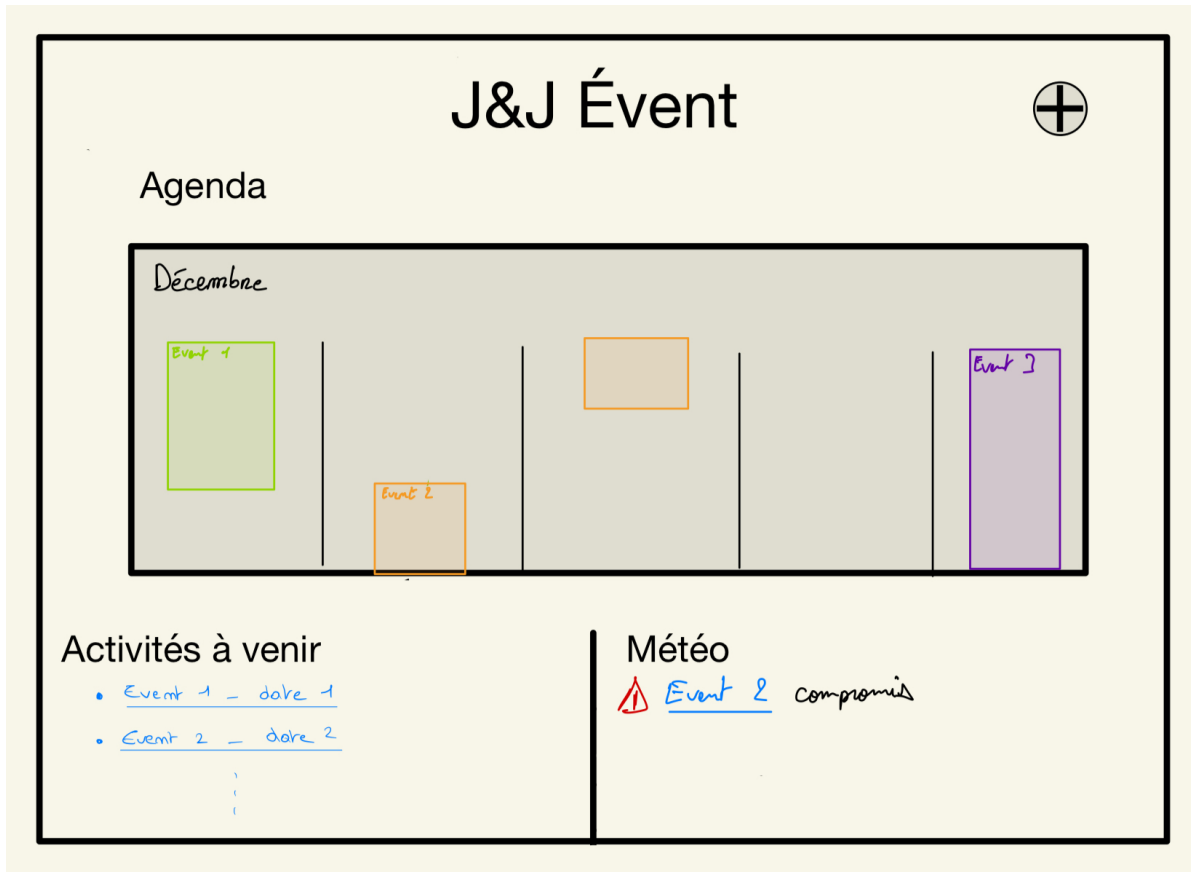 J&J Évent
Agenda
Décembre
Event 1
Event 2
Event 3
Activités à venir
• Event 1 - date 1
• Event 2 - date 2
Météo
Event 2 compromis